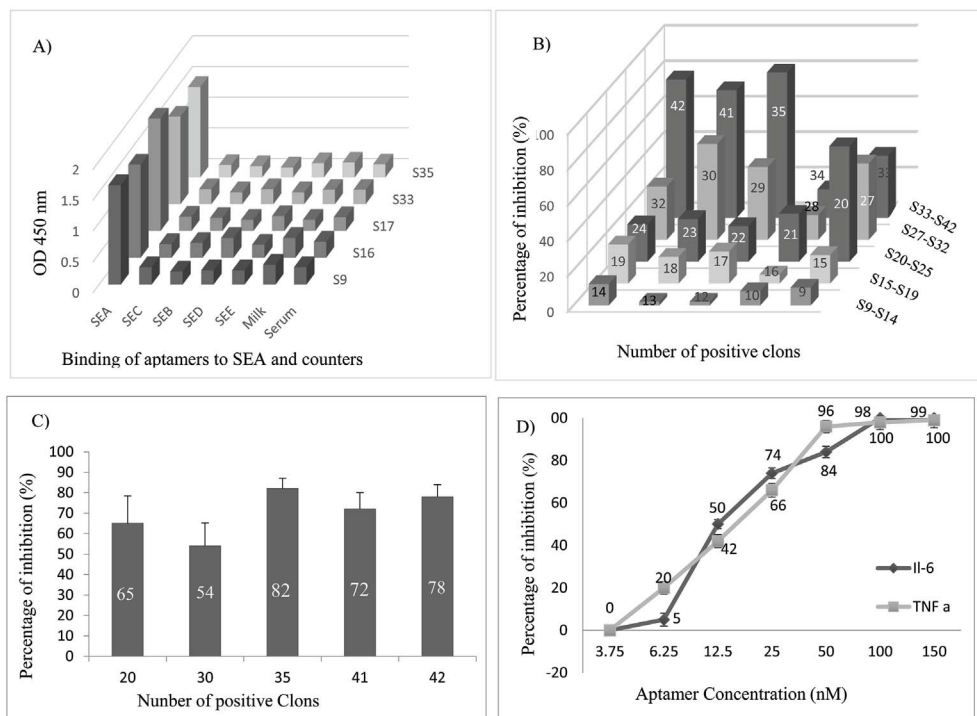 A)
OD 450 nm
2
1.5
1
0.5
0
SEA
SEC
SEB
SED
SEE
Milk
Serum
S35
S33
S17
S16
S9
Binding of aptamers to SEA and counters
B)
Percentage of inhibition (%)
100
80
60
40
20
0
42 41 35 34 33
32 30 29 28 27
24 23 22 21 20
19 18 17 16 15
14 13 12 10 9
S33-S42
S27-S32
S20-S25
S15-S19
S9-S14
Number of positive clons
C)
Percentage of inhibition (%)
100
90
80
70
60
50
40
30
20
10
0
65 54 82 72 78
20 30 35 41 42
Nunber of positive Clons
D)
Percentage of inhibition (%)
00
80
60
40
20
0
-20
96 98 99
74 84 100 100
50 66
20 42
0 5
Il-6
TNF a
3.75 6.25 12.5 25 50 100 150
Aptamer Concentration (nM)